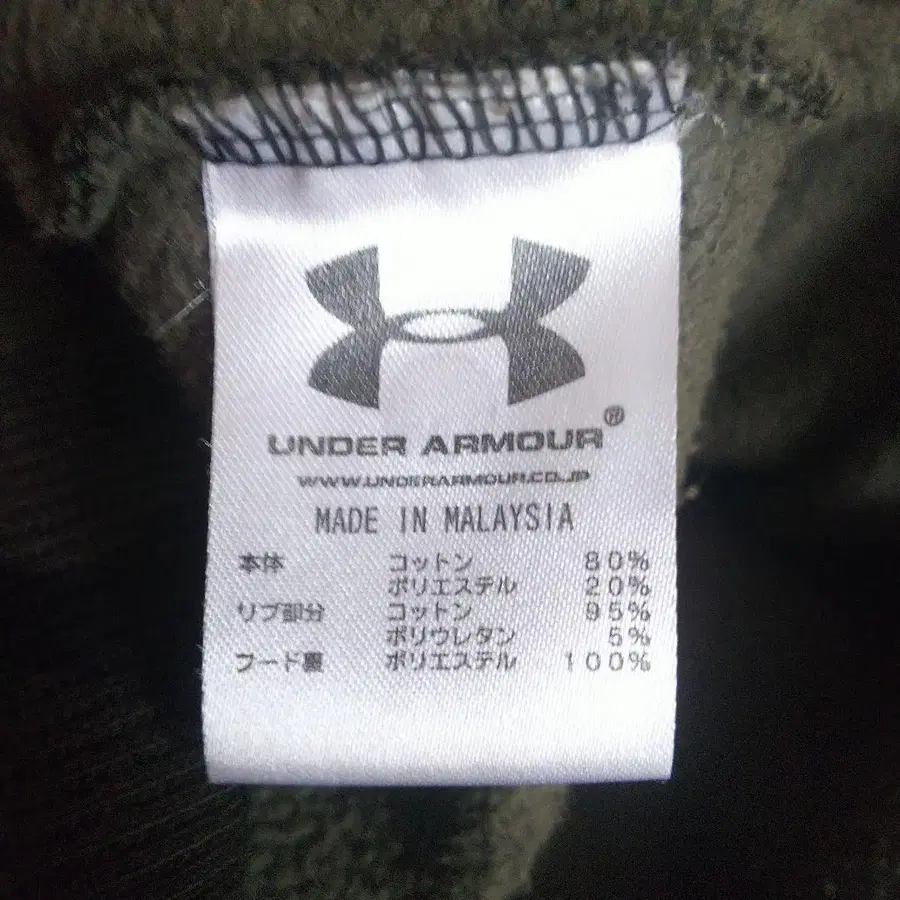 UNDER ARMOUR®
WWW.UNDERARMOUR.CO.JP
MADE IN MALAYSIA
本体 コットン 80%
ポリエステル 20%
リブ部分 コットン 95%
ポリウレタン 5%
フード裏 ポリエステル 100%